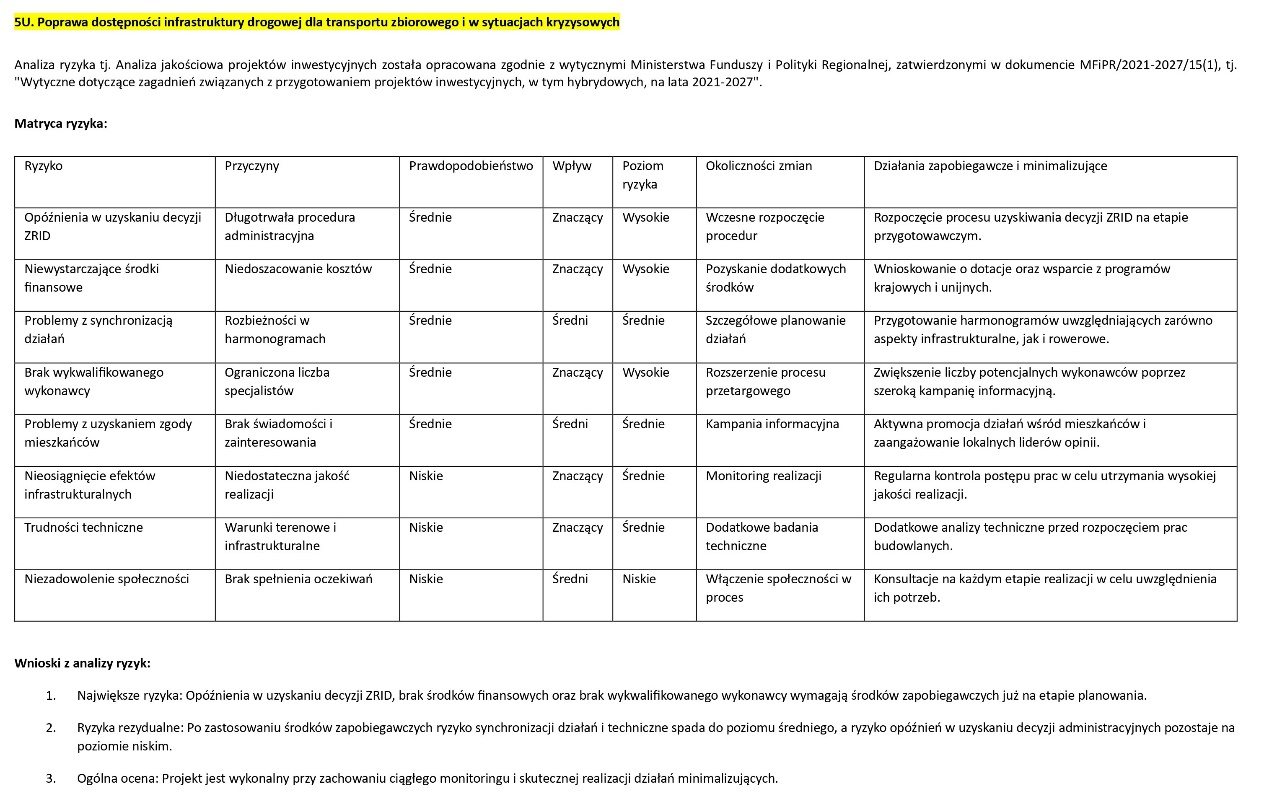 5U. Poprawa dostępności infrastruktury drogowej dla transportu zbiorowego i w sytuacjach kryzysowych
Analiza ryzyka tj. Analiza jakościowa projektów inwestycyjnych została opracowana zgodnie z wytycznymi Ministerstwa Funduszy i Polityki Regionalnej, zatwierdzonymi w dokumencie MFiPR/2021-2027/15(1), tj.
"Wytyczne dotyczące zagadnień związanych z przygotowaniem projektów inwestycyjnych, w tym hybrydowych, na lata 2021-2027".
Matryca ryzyka:
Ryzyko Przyczyny Prawdopodobieństwo Wpływ Poziom Okoliczności zmian Działania zapobiegawcze i minimalizujące
ryzyka
Opóźnienia w uzyskaniu decyzji Długotrwała procedura Średnie Znaczący Wysokie Wczesne rozpoczęcie Rozpoczęcie procesu uzyskiwania decyzji ZRID na etapie
ZRID administracyjna procedur przygotowawczym.
Niewystarczające środki Niedoszacowanie kosztów Średnie Znaczący Wysokie Pozyskanie dodatkowych Wnioskowanie o dotacje oraz wsparcie z programów
finansowe środków krajowych i unijnych.
Problemy z synchronizacją Rozbieżności w Średnie Średni Średnie Szczegółowe planowanie Przygotowanie harmonogramów uwzględniających zarówno
działań harmonogramach działań aspekty infrastrukturalne, jak i rowerowe.
Brak wykwalifikowanego Ograniczona liczba Średnie Znaczący Wysokie Rozszerzenie procesu Zwiększenie liczby potencjalnych wykonawców poprzez
wykonawcy specjalistów przetargowego szeroką kampanię informacyjną.
Problemy z uzyskaniem zgody Brak świadomości i Średnie Średni Średnie Kampania informacyjna Aktywna promocja działań wśród mieszkańców i
mieszkańców zainteresowania zaangażowanie lokalnych liderów opinii.
Nieosiągnięcie efektów Niedostateczna jakość Niskie Znaczący Średnie Monitoring realizacji Regularna kontrola postępu prac w celu utrzymania wysokiej
infrastrukturalnych realizacji jakości realizacji.
Trudności techniczne Warunki terenowe i Niskie Znaczący Średnie Dodatkowe badania Dodatkowe analizy techniczne przed rozpoczęciem prac
infrastrukturalne techniczne budowlanych.
Niezadowolenie społeczności Brak spełnienia oczekiwań Niskie Średni Niskie Włączenie społeczności w Konsultacje na każdym etapie realizacji w celu uwzględnienia
proces ich potrzeb.
Wnioski z analizy ryzyk:
1. Największe ryzyka: Opóźnienia w uzyskaniu decyzji ZRID, brak środków finansowych oraz brak wykwalifikowanego wykonawcy wymagają środków zapobiegawczych już na etapie planowania.
2. Ryzyka rezydualne: Po zastosowaniu środków zapobiegawczych ryzyko synchronizacji działań i techniczne spada do poziomu średniego, a ryzyko opóźnień w uzyskaniu decyzji administracyjnych pozostaje na
poziomie niskim.
3. Ogólna ocena: Projekt jest wykonalny przy zachowaniu ciągłego monitoringu i skutecznej realizacji działań minimalizujących.